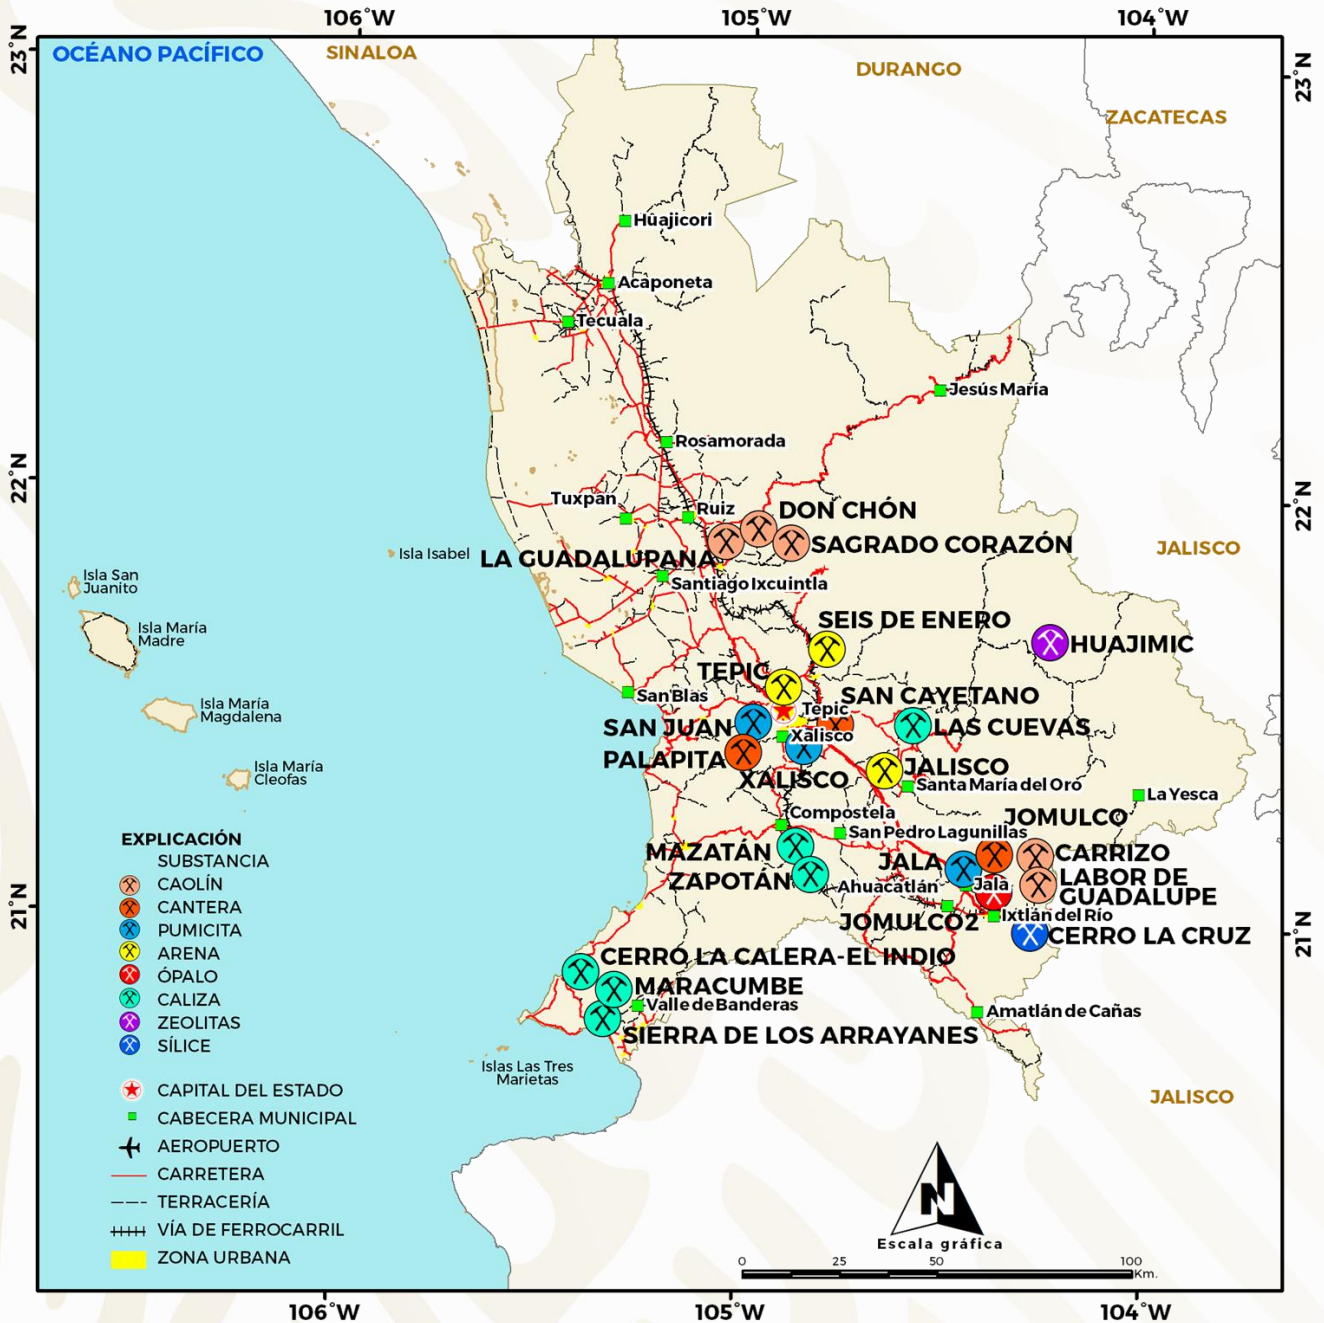 106°W
105°W
104°W
23°N
23°N
OCÉANO PACÍFICO
SINALOA
DURANGO
ZACATECAS
Huajicori
Acaponeta
Tecuala
Jesús María
Rosamorada
22°N
22°N
Tuxpan
Ruiz
DON CHÓN
SAGRADO CORAZÓN
LA GUADALUPANA
JALISCO
Isla Isabel
Santiago Ixcuintla
Isla San
Juanito
Isla María
Madre
SEIS DE ENERO
HUAJIMIC
TEPIC
San Blas
SAN CAYETANO
Isla María
Magdalena
Tepic
SAN JUAN
LAS CUEVAS
Xalisco
PALAPITA
Isla María
Cleofas
XALISCO
JALISCO
Santa María del Oro
La Yesca
Compostela
JOMULCO
San Pedro Lagunillas
MAZATÁN
JALA
CARRIZO
ZAPOTÁN
Ahuacatlán
Jala
LABOR DE
GUADALUPE
JOMULCO2
Ixtlán del Río
21°N
21°N
CERRO LA CRUZ
CERRO LA CALERA-EL INDIO
MARACUMBE
Valle de Banderas
Amatlán de Cañas
SIERRA DE LOS ARRAYANES
Islas Las Tres
Marietas
JALISCO
EXPLICACIÓN
SUBSTANCIA
CAOLÍN
CANTERA
PUMICITA
ARENA
ÓPALO
CALIZA
ZEOLITAS
SÍLICE
CAPITAL DEL ESTADO
CABECERA MUNICIPAL
AEROPUERTO
CARRETERA
TERRACERÍA
VÍA DE FERROCARRIL
ZONA URBANA
N
Escala gráfica
0 25 50 100
Km.
106°W
105°W
104°W